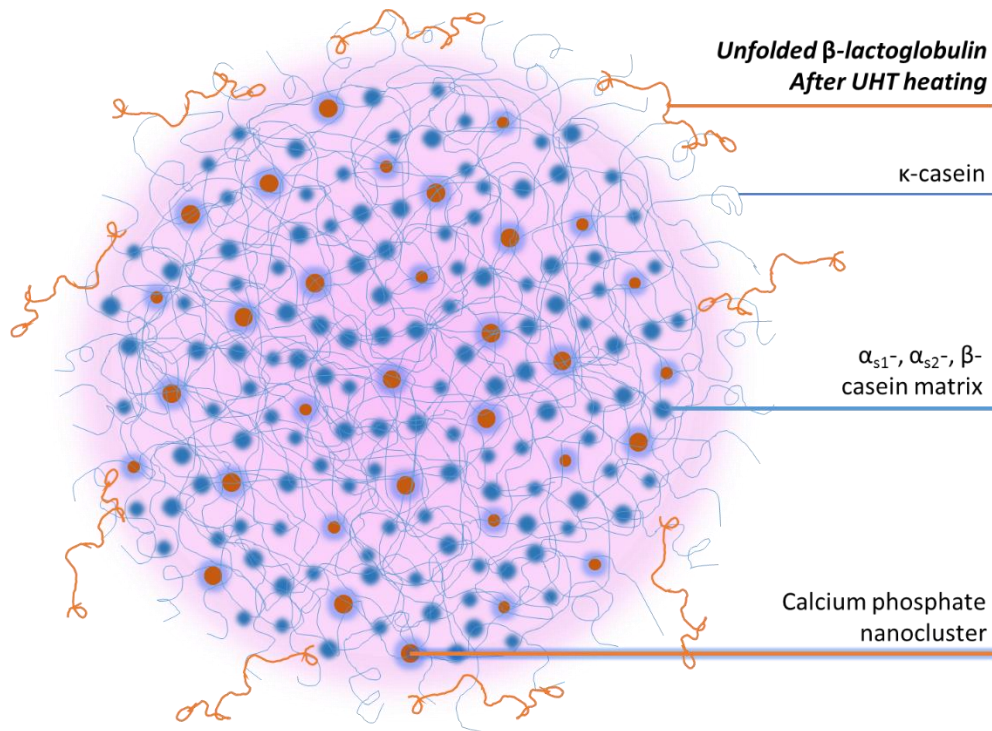 Unfolded β-lactoglobulin
After UHT heating
κ-casein
αs1-, αs2-, β-
casein matrix
Calcium phosphate
nanocluster